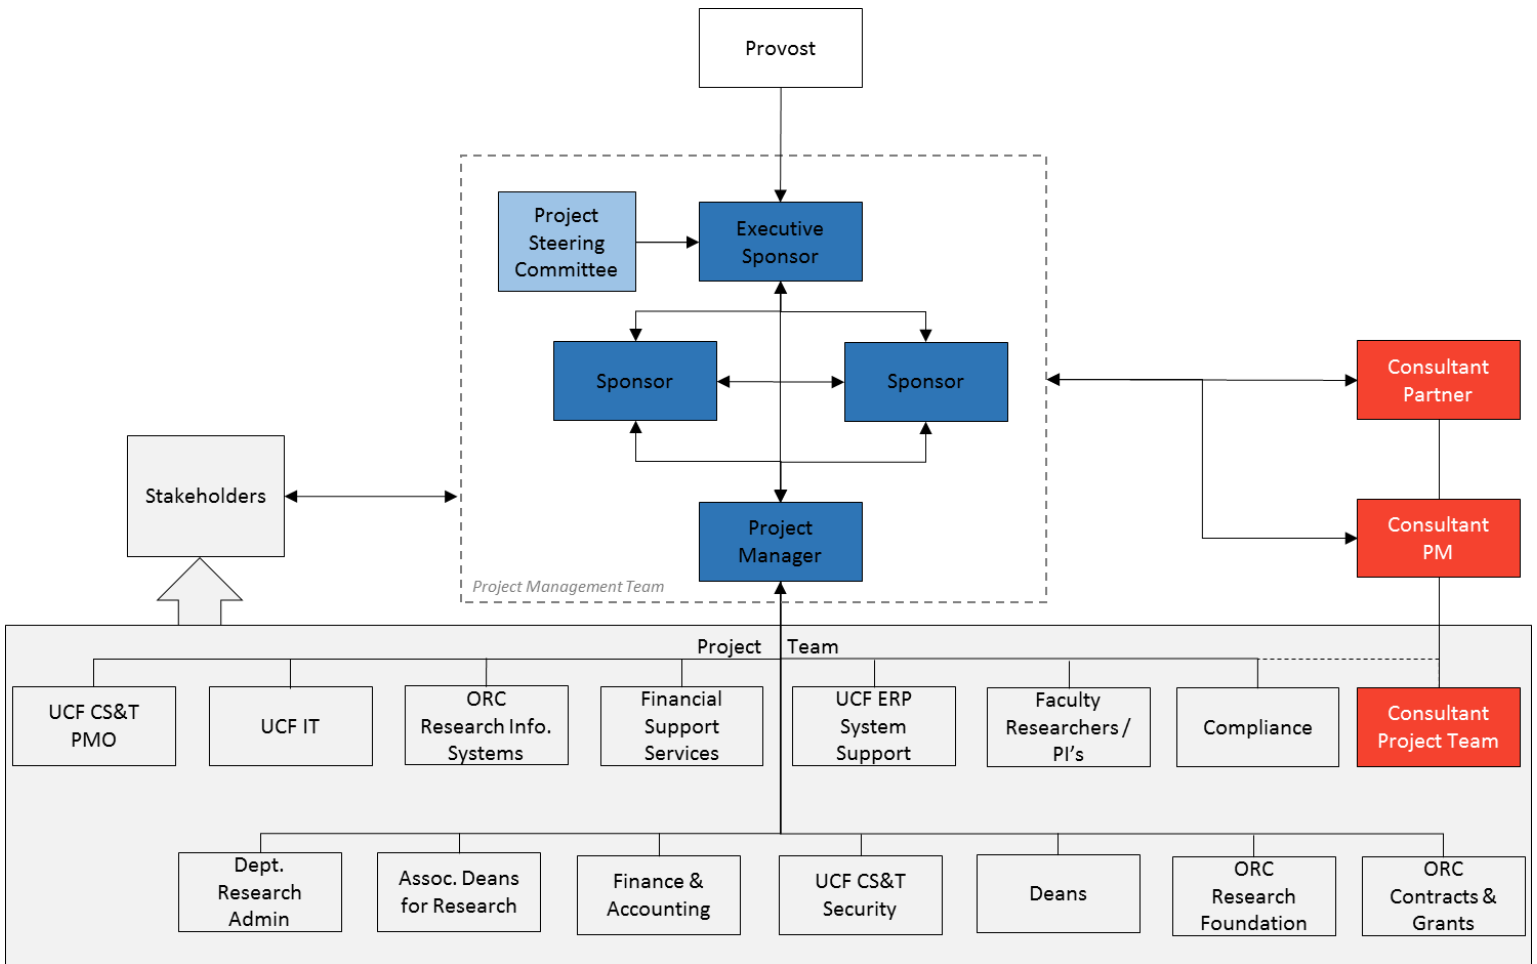 Provost
Project
Steering
Committee
Executive
Sponsor
Sponsor
Sponsor
Consultant
Partner
Stakeholders
Project
Manager
Consultant
PM
Project Management Team
Project Team
UCF CS&T
PMO
UCF IT
ORC
Research Info.
Systems
Financial
Support
Services
UCF ERP
System
Support
Faculty
Researchers /
PI's
Compliance
Consultant
Project Team
Dept.
Research
Admin
Assoc. Deans
for Research
Finance &
Accounting
UCF CS&T
Security
Deans
ORC
Research
Foundation
ORC
Contracts &
Grants